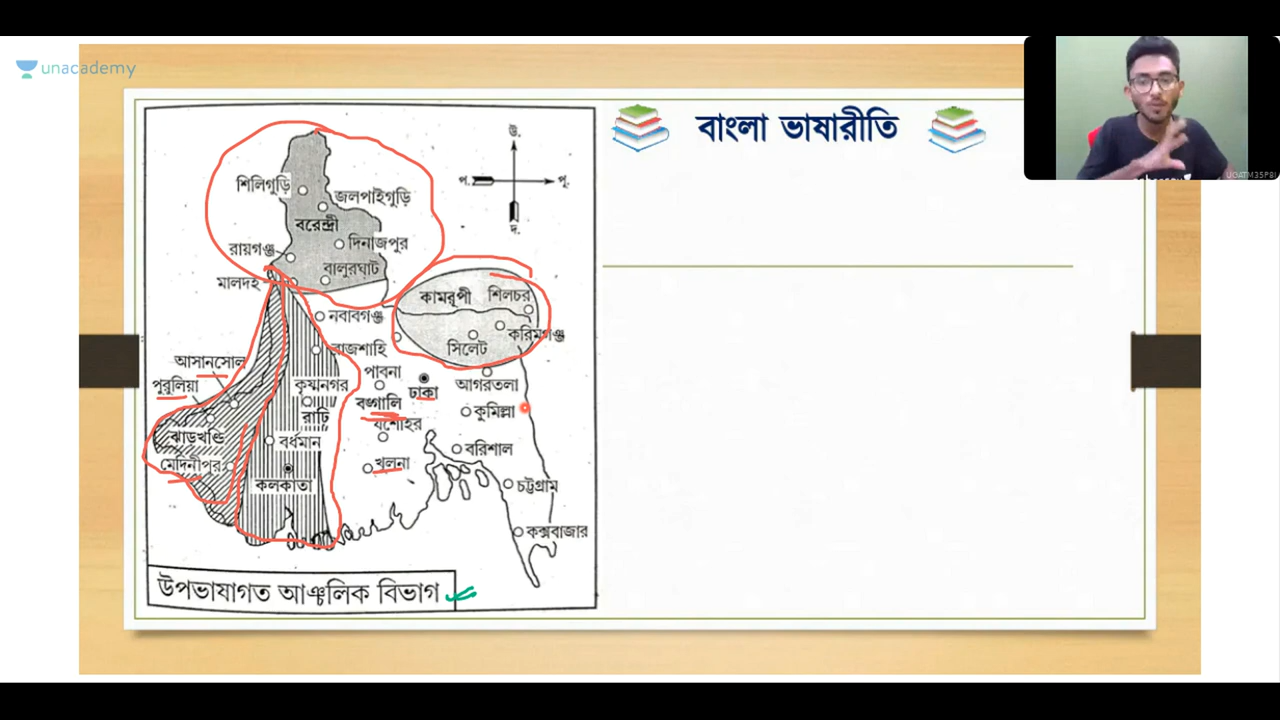 unacademy
বাংলা ভাষারীতি
উ.
প.
পূ.
দ.
শিলিগুড়ি
জলপাইগুড়ি
বরেন্দ্রী
দিনাজপুর
রায়গঞ্জ
বালুরঘাট
মালদহ
কামরূপী
শিলচর
নবাবগঞ্জ
করিমগঞ্জ
সিলেট
রাজশাহি
আসানসোল
পাবনা
আগরতলা
পুরুলিয়া
কৃষ্ণনগর
ঢাকা
বঙ্গালি
কুমিল্লা
রাঢ়ি
যশোহর
ঝাড়খণ্ডি
বর্ধমান
বরিশাল
মেদিনীপুর
খুলনা
কলকাতা
চট্টগ্রাম
কক্সবাজার
উপভাষাগত আঞ্চলিক বিভাগ
UGATM35P8I